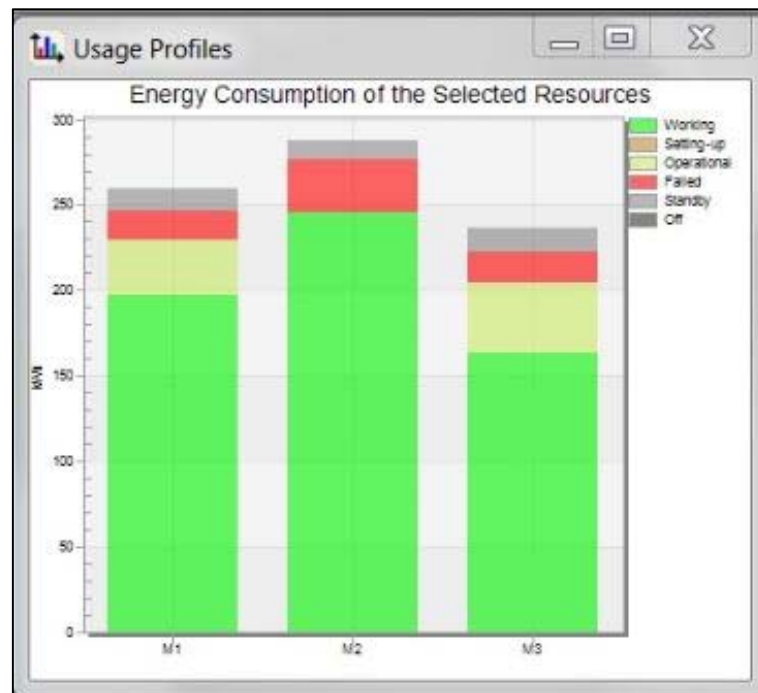 Usage Profiles
Energy Consumption of the Selected Resources
300
250
200
150
100
50
0
kWh
M1
M2
M3
Working
Setting-up
Operational
Failed
Standby
Off